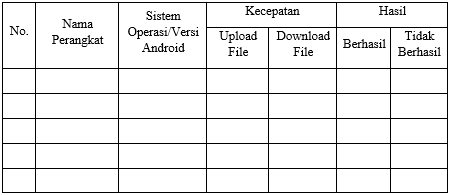 No.
Nama
Perangkat
Sistem
Operasi/Versi
Android
Kecepatan
Hasil
Upload
File
Download
File
Berhasil
Tidak
Berhasil